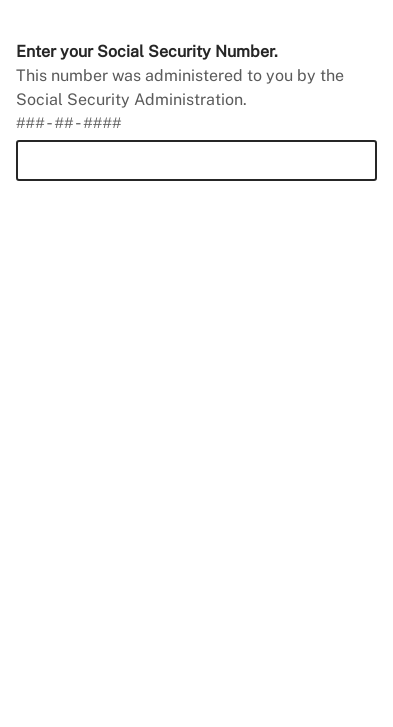 Enter your Social Security Number.
This number was administered to you by the
Social Security Administration.
###-##-####